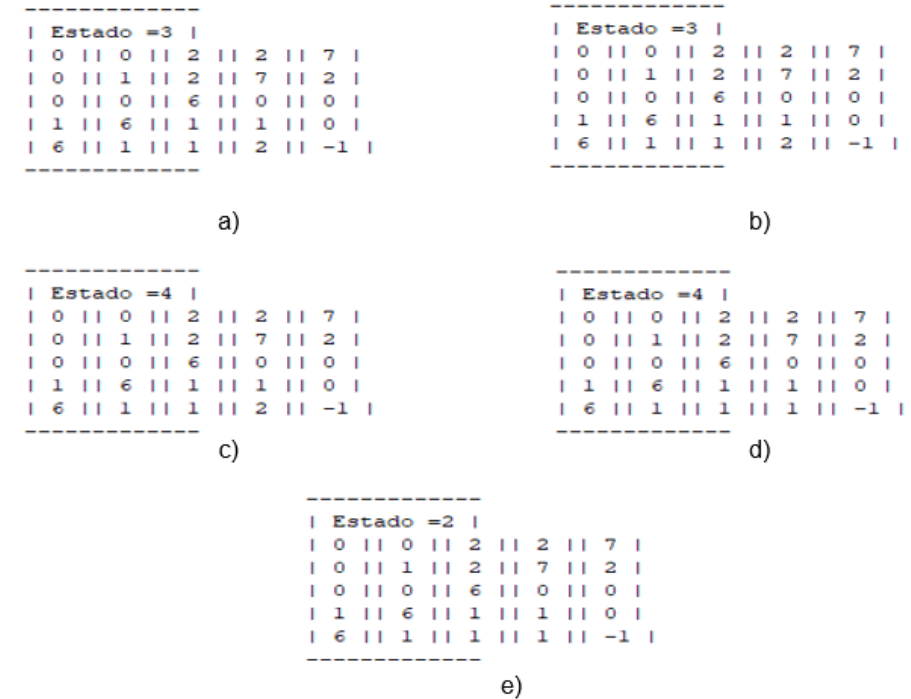 -------------
| Estado =3 |
| 0 || 0 || 2 || 2 || 7 |
| 0 || 1 || 2 || 7 || 2 |
| 0 || 0 || 6 || 0 || 0 |
| 1 || 6 || 1 || 1 || 0 |
| 6 || 1 || 1 || 2 || -1 |
-------------
a)
-------------
| Estado =3 |
| 0 || 0 || 2 || 2 || 7 |
| 0 || 1 || 2 || 7 || 2 |
| 0 || 0 || 6 || 0 || 0 |
| 1 || 6 || 1 || 1 || 0 |
| 6 || 1 || 1 || 2 || -1 |
-------------
b)
-------------
| Estado =4 |
| 0 || 0 || 2 || 2 || 7 |
| 0 || 1 || 2 || 7 || 2 |
| 0 || 0 || 6 || 0 || 0 |
| 1 || 6 || 1 || 1 || 0 |
| 6 || 1 || 1 || 2 || -1 |
-------------
c)
-------------
| Estado =4 |
| 0 || 0 || 2 || 2 || 7 |
| 0 || 1 || 2 || 7 || 2 |
| 0 || 0 || 6 || 0 || 0 |
| 1 || 6 || 1 || 1 || 0 |
| 6 || 1 || 1 || 1 || -1 |
-------------
d)
-------------
| Estado =2 |
| 0 || 0 || 2 || 2 || 7 |
| 0 || 1 || 2 || 7 || 2 |
| 0 || 0 || 6 || 0 || 0 |
| 1 || 6 || 1 || 1 || 0 |
| 6 || 1 || 1 || 1 || -1 |
-------------
e)